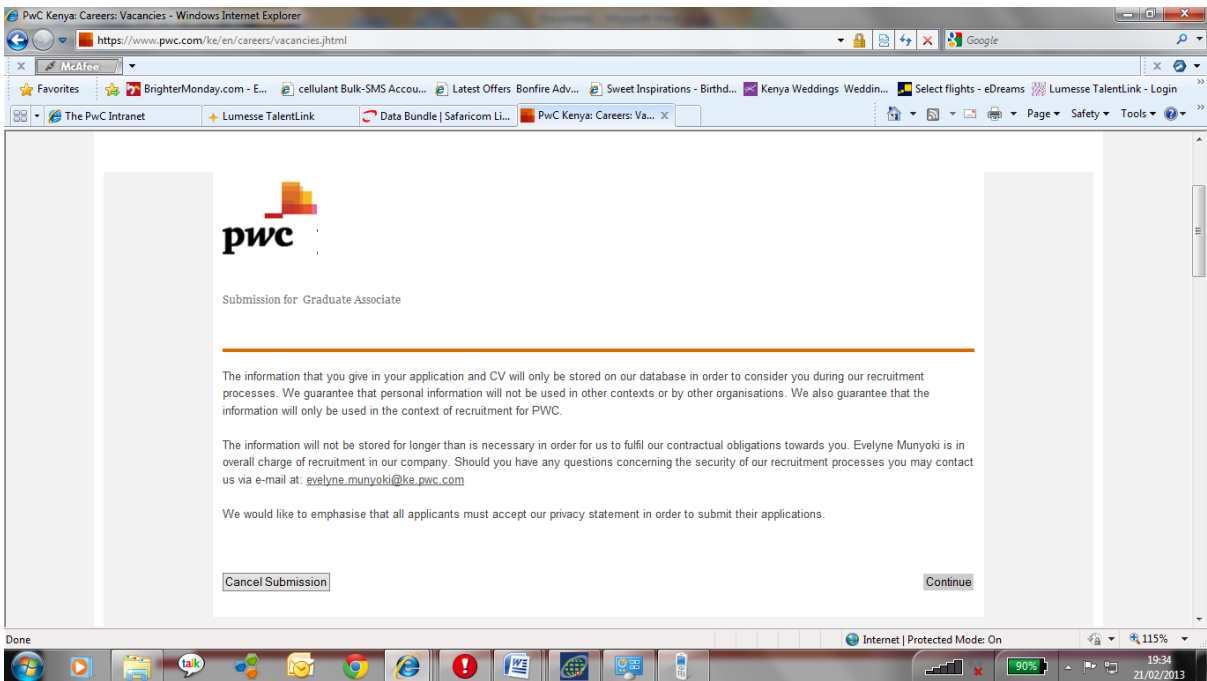 PwC Kenya: Careers: Vacancies - Windows Internet Explorer
https://www.pwc.com/ke/en/careers/vacancies.jhtml
Google
McAfee
Favorites BrighterMonday.com - E... cellulant Bulk-SMS Accou... Latest Offers Bonfire Adv... Sweet Inspirations - Birthd... Kenya Weddings Weddin... Select flights - eDreams Lumesse TalentLink - Login
The PwC Intranet Lumesse TalentLink Data Bundle | Safaricom Li... PwC Kenya: Careers: Va... Page Safety Tools
pwc
Submission for Graduate Associate
The information that you give in your application and CV will only be stored on our database in order to consider you during our recruitment
processes. We guarantee that personal information will not be used in other contexts or by other organisations. We also guarantee that the
information will only be used in the context of recruitment for PWC.
The information will not be stored for longer than is necessary in order for us to fulfil our contractual obligations towards you. Evelyne Munyoki is in
overall charge of recruitment in our company. Should you have any questions concerning the security of our recruitment processes you may contact
us via e-mail at: evelyne.munyoki@ke.pwc.com
We would like to emphasise that all applicants must accept our privacy statement in order to submit their applications.
Cancel Submission Continue
Done Internet | Protected Mode: On 115%
talk 90% 19:34
21/02/2013